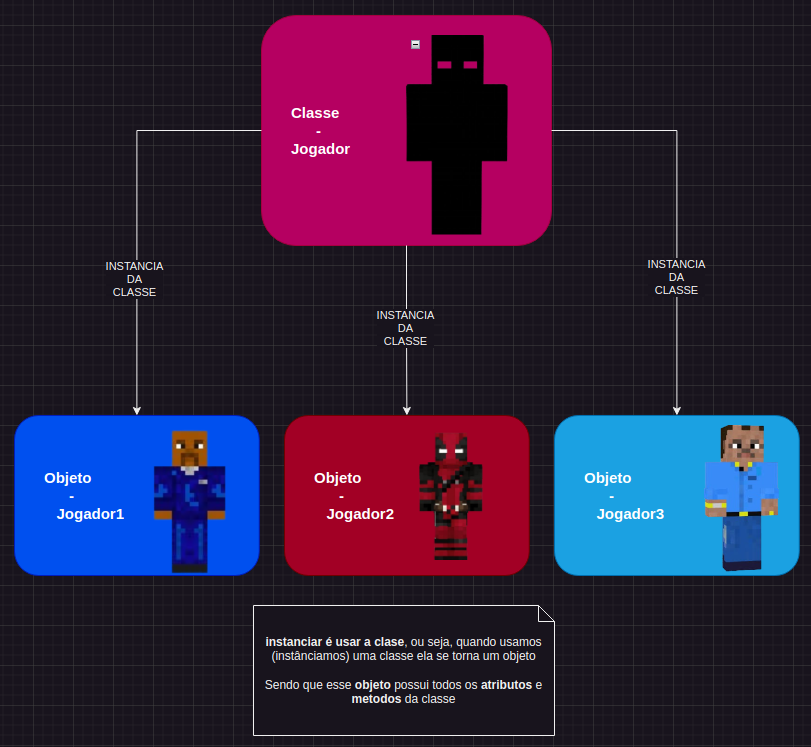 Classe
-
Jogador
INSTANCIA
DA
CLASSE
INSTANCIA
DA
CLASSE
INSTANCIA
DA
CLASSE
Objeto
-
Jogador1
Objeto
-
Jogador2
Objeto
-
Jogador3
instanciar é usar a clase, ou seja, quando usamos
(instânciamos) uma classe ela se torna um objeto
Sendo que esse objeto possui todos os atributos e
metodos da classe